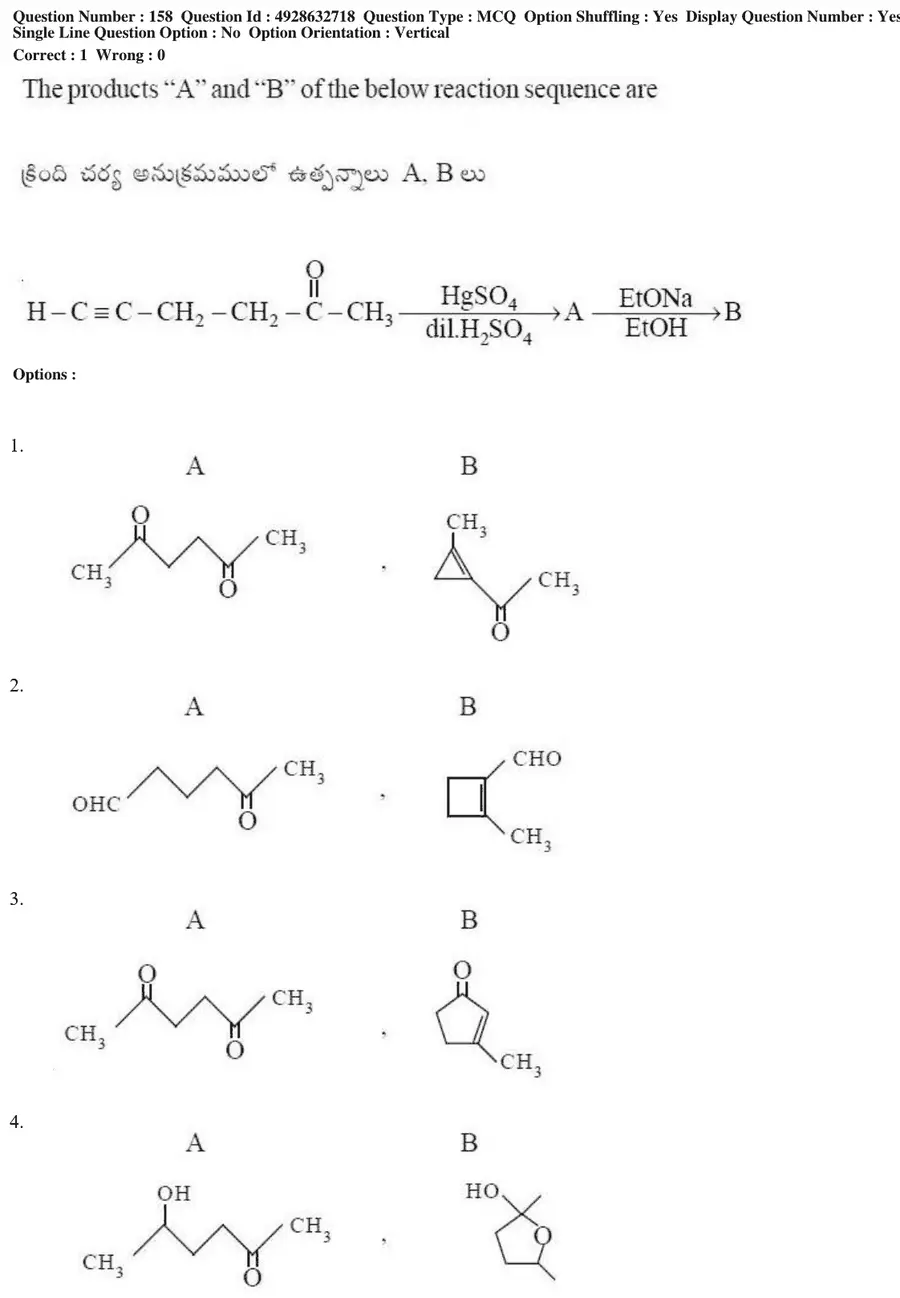 Question Number : 158 Question Id : 4928632718 Question Type : MCQ Option Shuffling : Yes Display Question Number : Yes
Single Line Question Option : No Option Orientation : Vertical
Correct : 1 Wrong : 0
The products “A” and “B” of the below reaction sequence are
క్రింది చర్య అనుక్రమములో ఉత్పన్నాలు A, B లు
O
H – C ≡ C – CH₂ – CH₂ – C – CH₃ HgSO₄ dil.H₂SO₄ → A EtONa EtOH → B
Options :
1.
A B
O CH₃ CH₃ O , CH₃ CH₃ O
2.
A B
OHC CH₃ O , CHO CH₃
3.
A B
O CH₃ CH₃ O , O CH₃
4.
A B
OH CH₃ CH₃ O , HO O